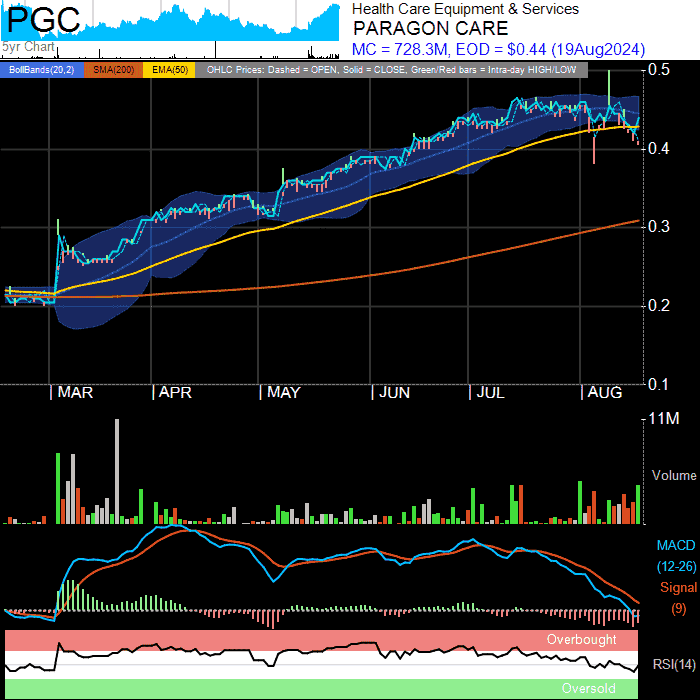 PGC
5yr Chart
Health Care Equipment & Services
PARAGON CARE
MC = 728.3M, EOD = $0.44 (19Aug2024)
BollBands(20,2) SMA(200) EMA(50) OHLC Prices: Dashed = OPEN, Solid = CLOSE, Green/Red bars = Intra-day HIGH/LOW
0.5
0.4
0.3
0.2
0.1
MAR APR MAY JUN JUL AUG
11M
Volume
MACD
(12-26)
Signal
(9)
Overbought
RSI(14)
Oversold